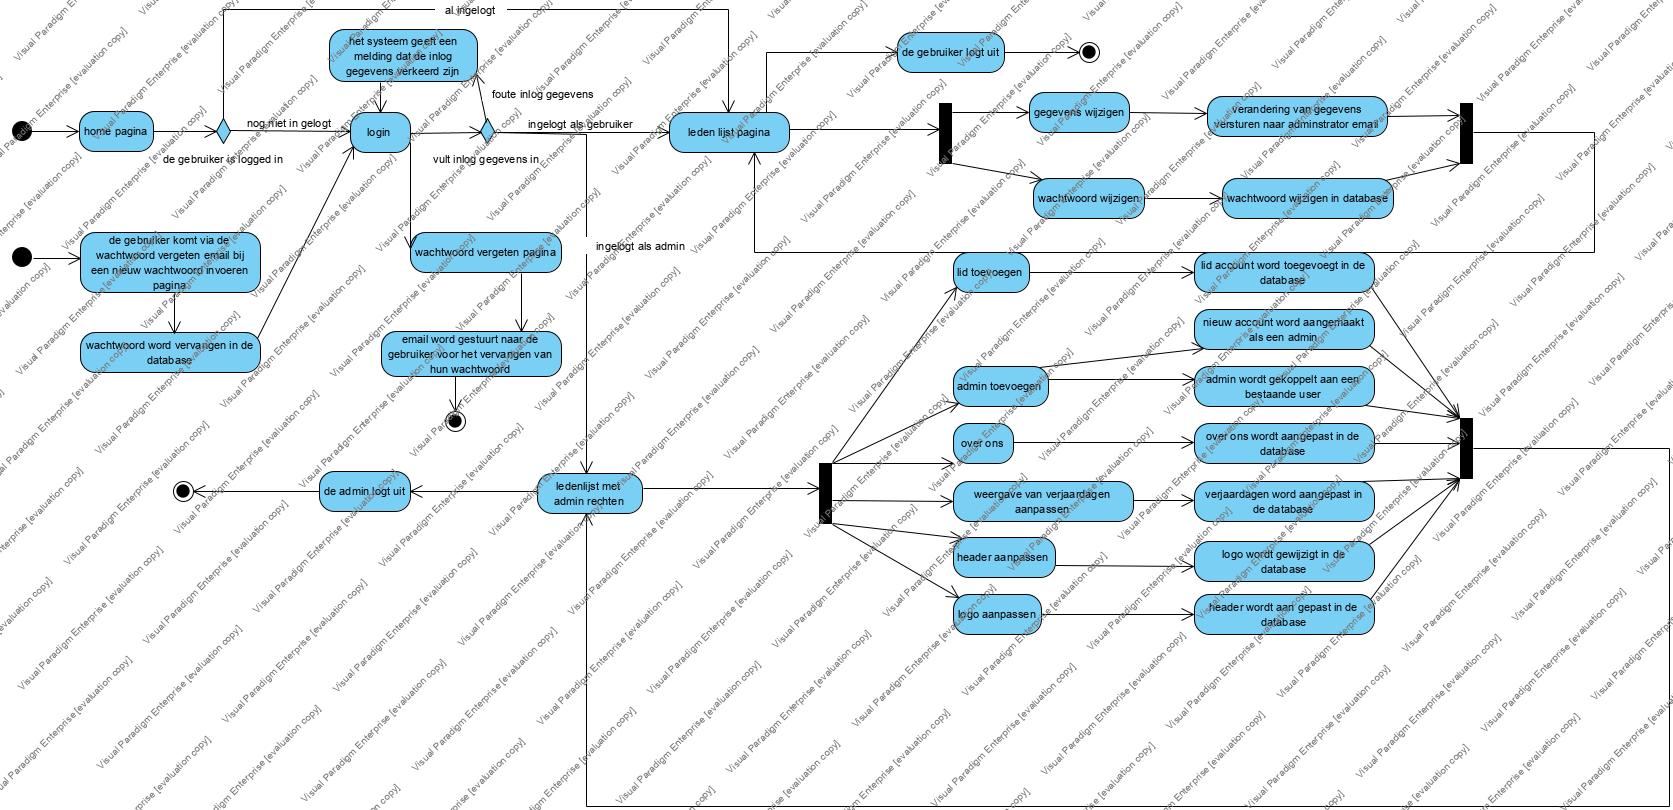 al ingelogt
het systeem geeft een
melding dat de inlog
gegevens verkeerd zijn
de gebruiker logt uit
foute inlog gegevens
home pagina
nog niet in gelogt
login
ingelogt als gebruiker
leden lijst pagina
gegevens wijzigen
verandering van gegevens
versturen naar adminstrator email
de gebruiker is logged in
vult inlog gegevens in
wachtwoord wijzigen
wachtwoord wijzigen in database
de gebruiker komt via de
wachtwoord vergeten email bij
een nieuw wachtwoord invoeren
pagina
wachtwoord vergeten pagina
ingelogt als admin
lid toevoegen
lid account word toegevoegt in de
database
wachtwoord word vervangen in de
database
email word gestuurt naar de
gebruiker voor het vervangen van
hun wachtwoord
nieuw account word aangemaakt
als een admin
admin toevoegen
admin wordt gekoppelt aan een
bestaande user
over ons
over ons wordt aangepast in de
database
de admin logt uit
ledenlijst met
admin rechten
weergave van verjaardagen
aanpassen
verjaardagen word aangepast in
de database
header aanpassen
logo wordt gewijzigt in de
database
logo aanpassen
header wordt aan gepast in de
database
Visual Paradigm Enterprise [evaluation copy]